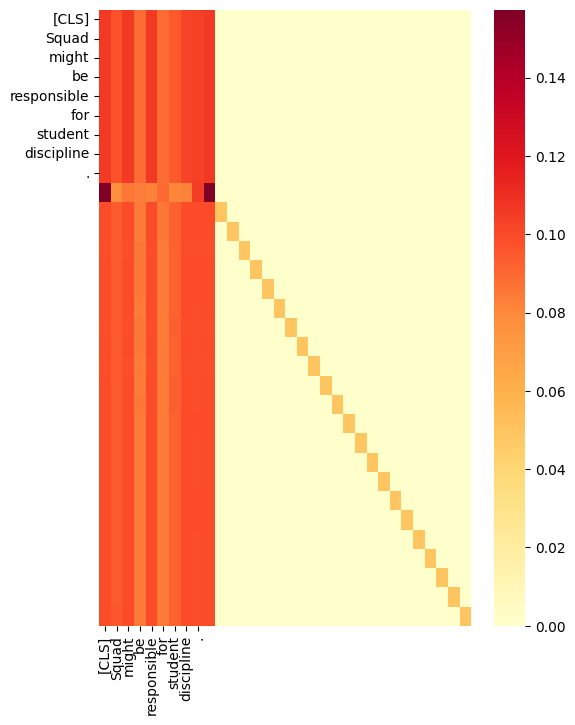 [CLS]
Squad
might
be
responsible
for
student
discipline
.
0.14
0.12
0.10
0.08
0.06
0.04
0.02
0.00
[CLS]
Squad
might
be
responsible
for
student
discipline
.